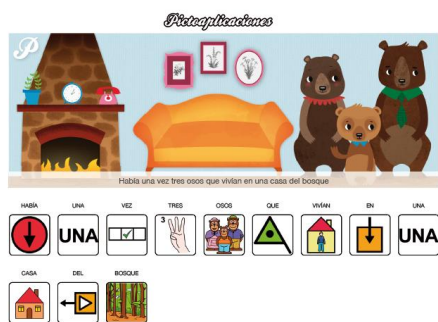 Pictoaplicaciones
P
Había una vez tres osos que vivían en una casa del bosque
HABÍA UNA VEZ TRES OSOS QUE VIVÍAN EN UNA
UNA 3 UNA
CASA DEL BOSQUE